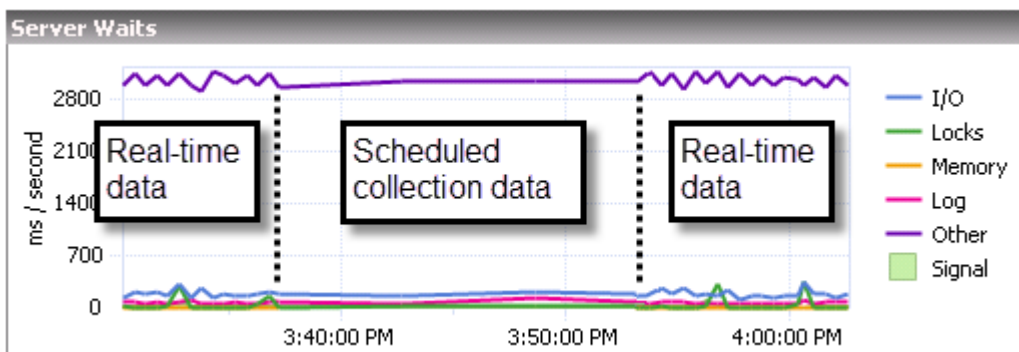 Server Waits
2800
2100
1400
700
0
ms / second
Real-time
data
Scheduled
collection data
Real-time
data
3:40:00 PM
3:50:00 PM
4:00:00 PM
I/O
Locks
Memory
Log
Other
Signal